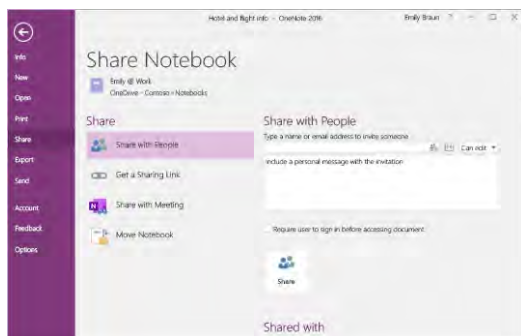 Hotel and flight info - OneNote 2016
Emily Braun ?
Info
New
Open
Print
Share
Export
Send
Account
Feedback
Options
Share Notebook
Emily @ Work
OneDrive - Contoso » Notebooks
Share
Share with People
Get a Sharing Link
Share with Meeting
Move Notebook
Share with People
Type a name or email address to invite someone.
Can edit
Include a personal message with the invitation
Require user to sign in before accessing document.
Share
Shared with